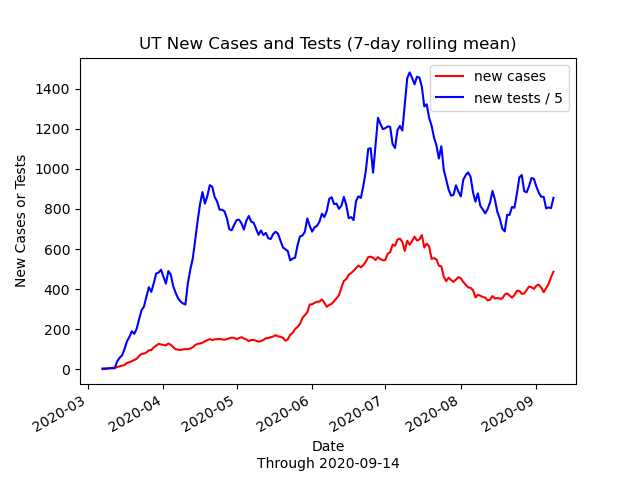 UT New Cases and Tests (7-day rolling mean)
new cases
new tests / 5
New Cases or Tests
1400
1200
1000
800
600
400
200
0
2020-03
2020-04
2020-05
2020-06
2020-07
2020-08
2020-09
Date
Through 2020-09-14